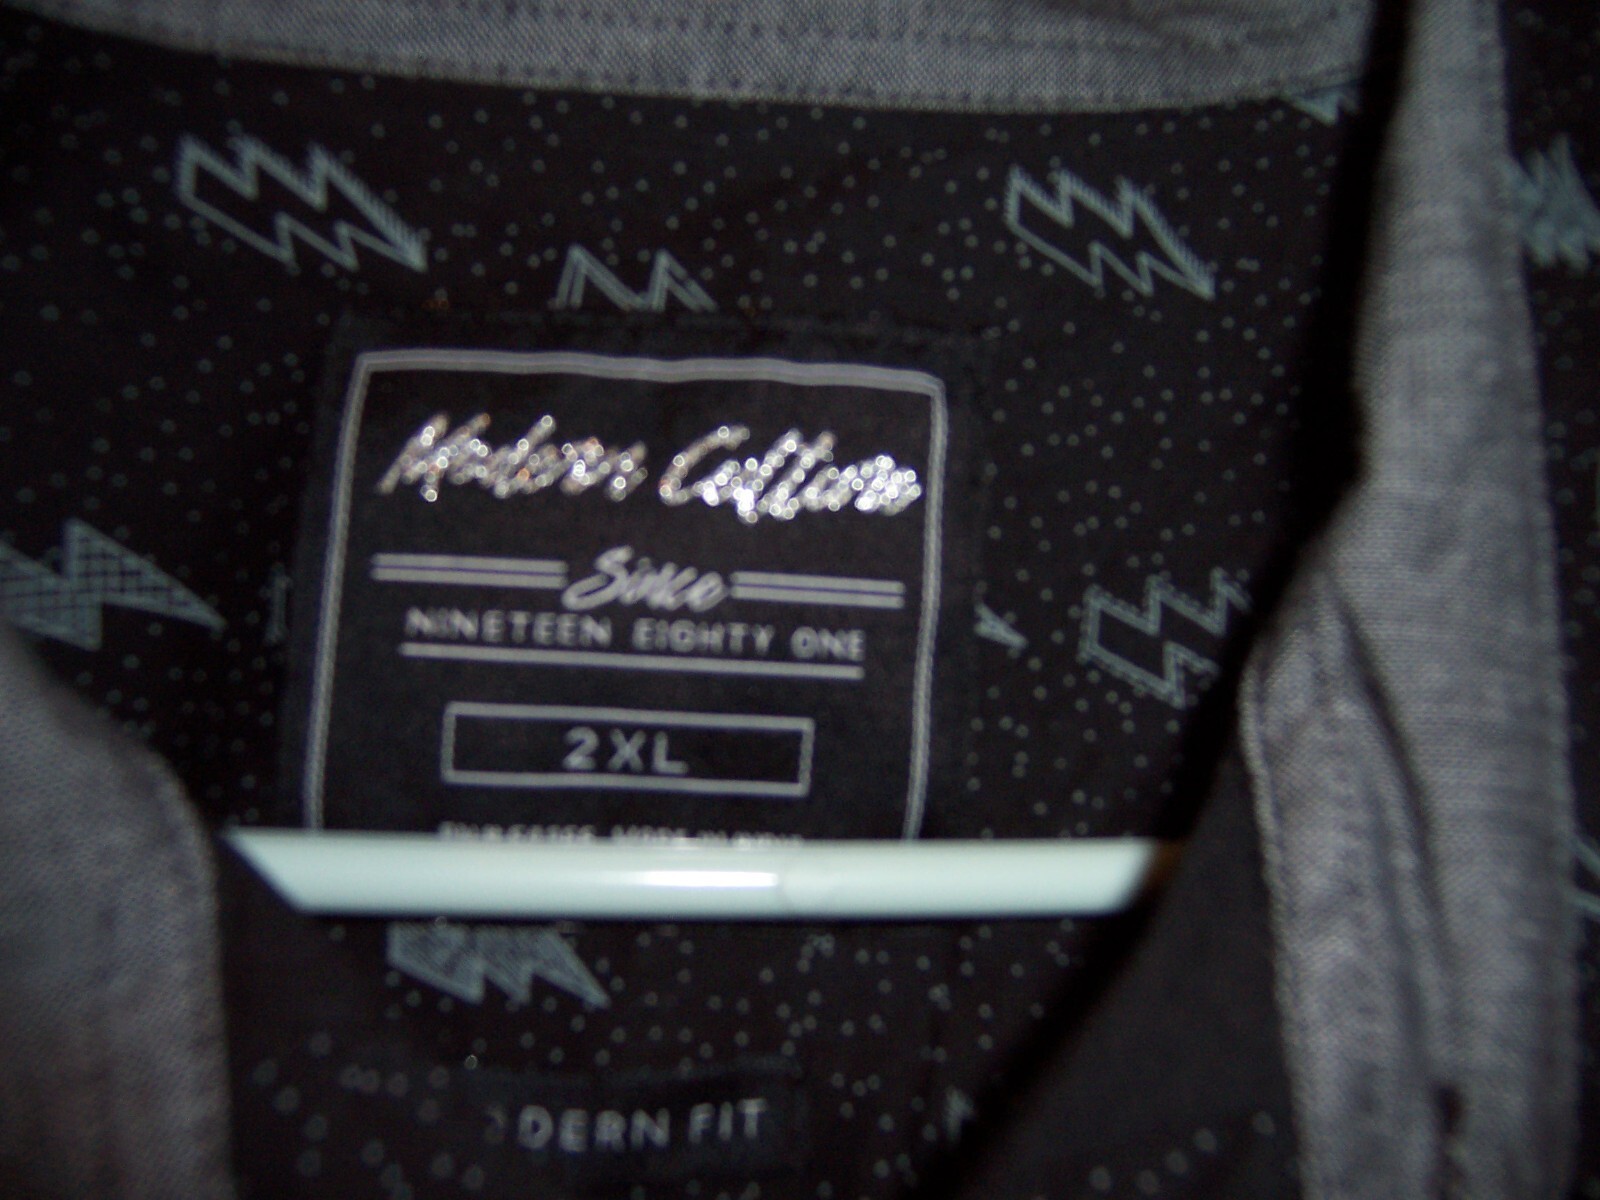 Modern Culture
Since
NINETEEN EIGHTY ONE
2XL
DERN FIT